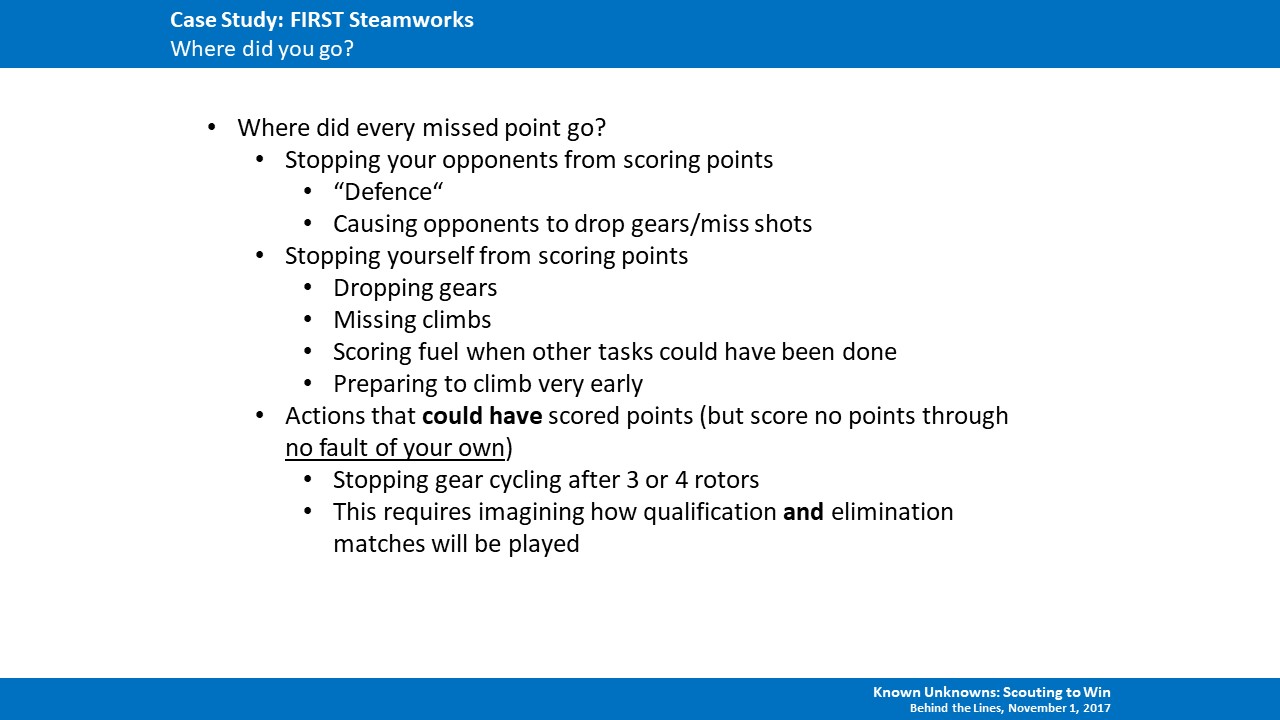 Case Study: FIRST Steamworks
Where did you go?
• Where did every missed point go?
• Stopping your opponents from scoring points
• “Defence“
• Causing opponents to drop gears/miss shots
• Stopping yourself from scoring points
• Dropping gears
• Missing climbs
• Scoring fuel when other tasks could have been done
• Preparing to climb very early
• Actions that could have scored points (but score no points through
no fault of your own)
• Stopping gear cycling after 3 or 4 rotors
• This requires imagining how qualification and elimination
matches will be played
Known Unknowns: Scouting to Win
Behind the Lines, November 1, 2017